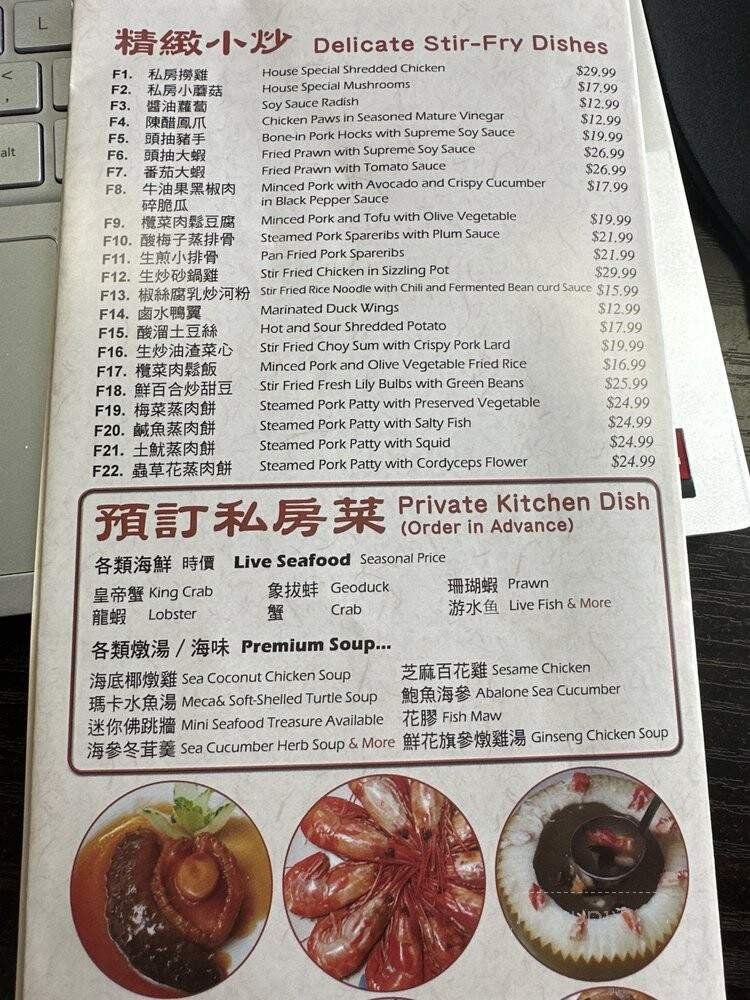 精緻小炒 Delicate Stir-Fry Dishes
F1. 私房撈雞 House Special Shredded Chicken $29.99
F2. 私房小蘑菇 House Special Mushrooms $17.99
F3. 醬油蘿蔔 Soy Sauce Radish $12.99
F4. 陳醋鳳爪 Chicken Paws in Seasoned Mature Vinegar $12.99
F5. 頭抽豬手 Bone-in Pork Hocks with Supreme Soy Sauce $19.99
F6. 頭抽大蝦 Fried Prawn with Supreme Soy Sauce $26.99
F7. 番茄大蝦 Fried Prawn with Tomato Sauce $26.99
F8. 牛油果黑椒肉 Minced Pork with Avocado and Crispy Cucumber $17.99
碎脆瓜 in Black Pepper Sauce
F9. 欖菜肉鬆豆腐 Minced Pork and Tofu with Olive Vegetable $19.99
F10. 酸梅子蒸排骨 Steamed Pork Spareribs with Plum Sauce $21.99
F11. 生煎小排骨 Pan Fried Pork Spareribs $21.99
F12. 生炒砂鍋雞 Stir Fried Chicken in Sizzling Pot $29.99
F13. 椒絲腐乳炒河粉 Stir Fried Rice Noodle with Chili and Fermented Bean curd Sauce $15.99
F14. 鹵水鴨翼 Marinated Duck Wings $12.99
F15. 酸溜土豆絲 Hot and Sour Shredded Potato $17.99
F16. 生炒油渣菜心 Stir Fried Choy Sum with Crispy Pork Lard $19.99
F17. 欖菜肉鬆飯 Minced Pork and Olive Vegetable Fried Rice $16.99
F18. 鮮百合炒甜豆 Stir Fried Fresh Lily Bulbs with Green Beans $25.99
F19. 梅菜蒸肉餅 Steamed Pork Patty with Preserved Vegetable $24.99
F20. 鹹魚蒸肉餅 Steamed Pork Patty with Salty Fish $24.99
F21. 土魷蒸肉餅 Steamed Pork Patty with Squid $24.99
F22. 蟲草花蒸肉餅 Steamed Pork Patty with Cordyceps Flower $24.99
預訂私房菜 Private Kitchen Dish
(Order in Advance)
各類海鮮 時價 Live Seafood Seasonal Price
皇帝蟹 King Crab 象拔蚌 Geoduck 珊瑚蝦 Prawn
龍蝦 Lobster 蟹 Crab 游水鱼 Live Fish & More
各類燉湯 / 海味 Premium Soup...
海底椰燉雞 Sea Coconut Chicken Soup 芝麻百花雞 Sesame Chicken
瑪卡水魚湯 Meca& Soft-Shelled Turtle Soup 鮑魚海參 Abalone Sea Cucumber
迷你佛跳牆 Mini Seafood Treasure Available 花膠 Fish Maw
海參冬茸羹 Sea Cucumber Herb Soup & More 鮮花旗參燉雞湯 Ginseng Chicken Soup
L
<
,
alt